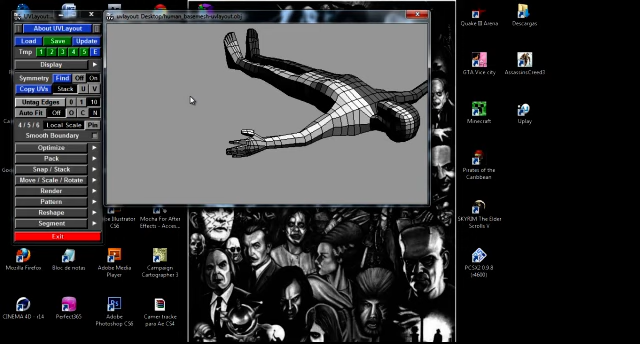 UVLayout...
About UVLayout
Load Save Update
Tmp 1 2 3 4 5 E
Display
Symmetry Find Off On
Copy UVs Stack U V
Untag Edges 0 1 10
Auto Fit Off O C N
4 / 5 / 6 Local Scale Pin
Smooth Boundary
Optimize
Pack
Snap / Stack
Move / Scale / Rotate
Render
Pattern
Reshape
Segment
Exit
uvlayout: Desktop/human_basemesh-uvlayout.obj
Quake III Arena
Descargas
GTA Vice city
AssassinsCreed3
Minecraft
Uplay
Pirates of the
Caribbean
SKYRIM The Elder
Scrolls V
PCSX2 0.9.8
(r4600)
Illustrator
CS6
Mocha For After
Effects - Acces...
Mozilla Firefox
Bloc de notas
Adobe Media
Player
Campaign
Cartographer 3
CINEMA 4D
r14
Perfect365
Adobe
Photoshop CS6
Camer tracke
para Ae CS4